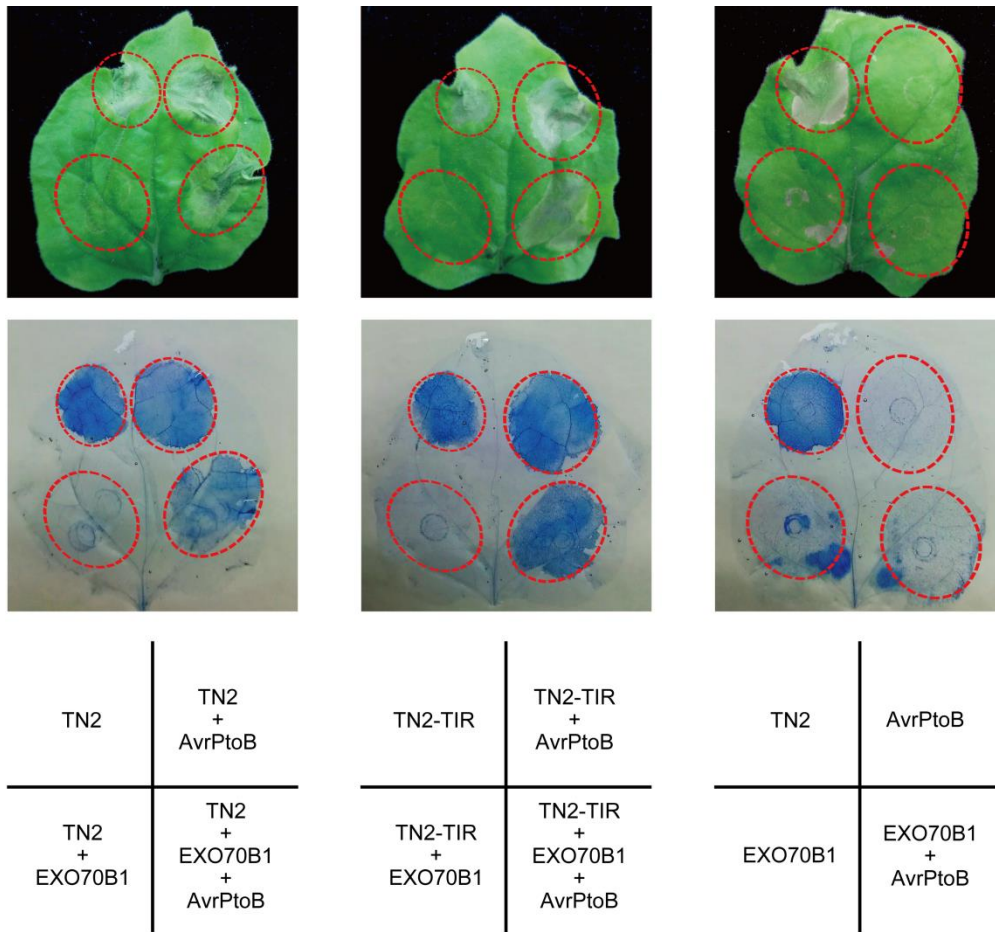 TN2
TN2
+
AvrPtoB
TN2
+
EXO70B1
TN2
+
EXO70B1
+
AvrPtoB
TN2-TIR
TN2-TIR
+
AvrPtoB
TN2-TIR
+
EXO70B1
TN2-TIR
+
EXO70B1
+
AvrPtoB
TN2
AvrPtoB
EXO70B1
EXO70B1
+
AvrPtoB